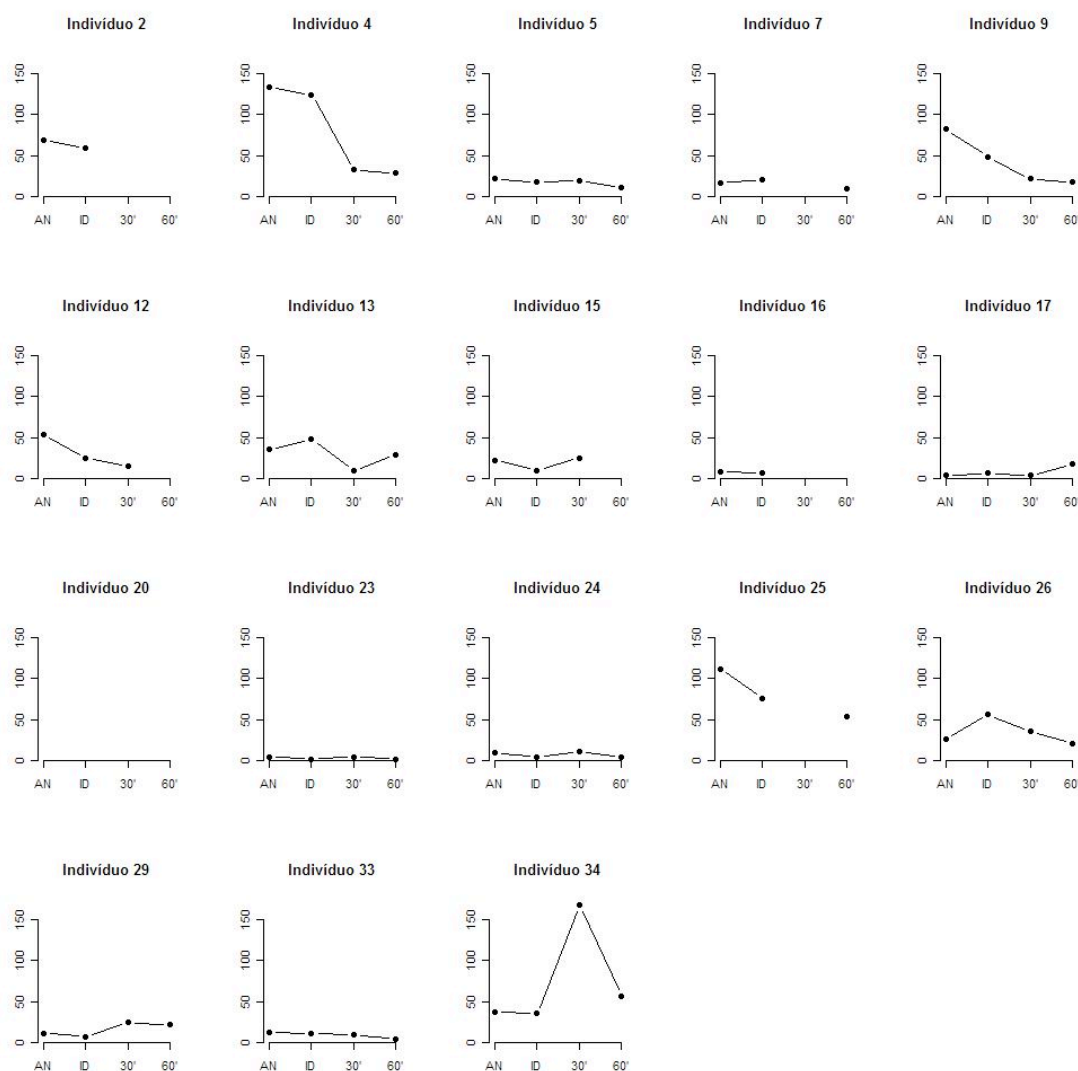 Indivíduo 2 Indivíduo 4 Indivíduo 5 Indivíduo 7 Indivíduo 9
150 150 150 150 150
100 100 100 100 100
50 50 50 50 50
0 0 0 0 0
AN ID 30' 60' AN ID 30' 60' AN ID 30' 60' AN ID 30' 60' AN ID 30' 60'
Indivíduo 12 Indivíduo 13 Indivíduo 15 Indivíduo 16 Indivíduo 17
150 150 150 150 150
100 100 100 100 100
50 50 50 50 50
0 0 0 0 0
AN ID 30' 60' AN ID 30' 60' AN ID 30' 60' AN ID 30' 60' AN ID 30' 60'
Indivíduo 20 Indivíduo 23 Indivíduo 24 Indivíduo 25 Indivíduo 26
150 150 150 150 150
100 100 100 100 100
50 50 50 50 50
0 0 0 0 0
AN ID 30' 60' AN ID 30' 60' AN ID 30' 60' AN ID 30' 60' AN ID 30' 60'
Indivíduo 29 Indivíduo 33 Indivíduo 34
150 150 150
100 100 100
50 50 50
0 0 0
AN ID 30' 60' AN ID 30' 60' AN ID 30' 60'